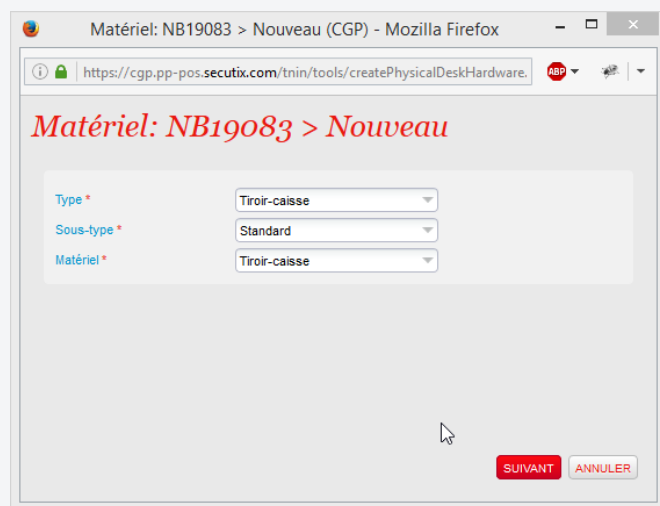 Matériel: NB19083 > Nouveau (CGP) - Mozilla Firefox
https://cgp.pp-pos.secutix.com/tnin/tools/createPhysicalDeskHardware.
ABP
Matériel: NB19083 > Nouveau
Type * Tiroir-caisse
Sous-type * Standard
Matériel * Tiroir-caisse
SUIVANT ANNULER